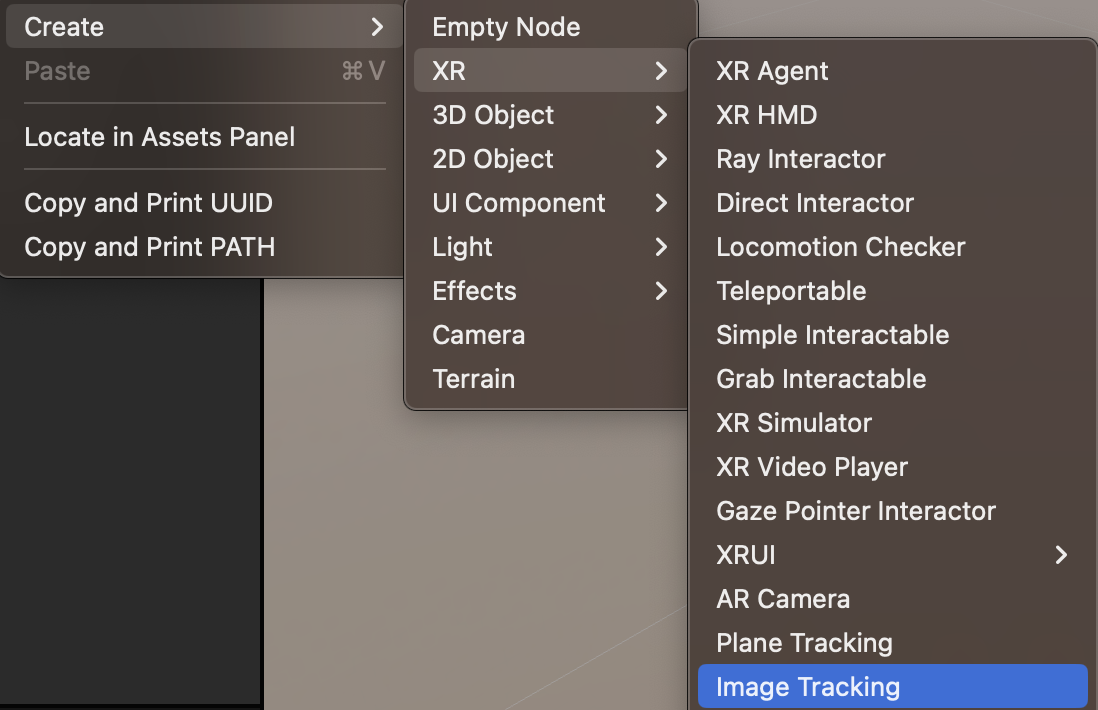 Create
Paste ⌘ V
Locate in Assets Panel
Copy and Print UUID
Copy and Print PATH
Empty Node
XR
3D Object
2D Object
UI Component
Light
Effects
Camera
Terrain
XR Agent
XR HMD
Ray Interactor
Direct Interactor
Locomotion Checker
Teleportable
Simple Interactable
Grab Interactable
XR Simulator
XR Video Player
Gaze Pointer Interactor
XRUI
AR Camera
Plane Tracking
Image Tracking